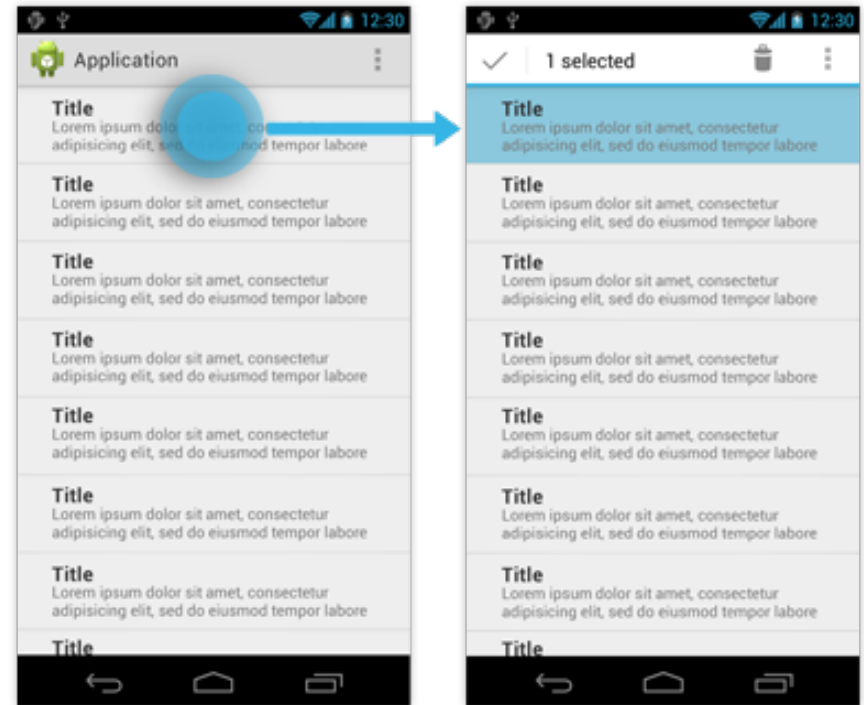 12:30
Application
Title
Lorem ipsum dolor sit amet, consectetur
adipisicing elit, sed do eiusmod tempor labore
Title
Lorem ipsum dolor sit amet, consectetur
adipisicing elit, sed do eiusmod tempor labore
Title
Lorem ipsum dolor sit amet, consectetur
adipisicing elit, sed do eiusmod tempor labore
Title
Lorem ipsum dolor sit amet, consectetur
adipisicing elit, sed do eiusmod tempor labore
Title
Lorem ipsum dolor sit amet, consectetur
adipisicing elit, sed do eiusmod tempor labore
Title
Lorem ipsum dolor sit amet, consectetur
adipisicing elit, sed do eiusmod tempor labore
Title
Lorem ipsum dolor sit amet, consectetur
adipisicing elit, sed do eiusmod tempor labore
Title
12:30
1 selected
Title
Lorem ipsum dolor sit amet, consectetur
adipisicing elit, sed do eiusmod tempor labore
Title
Lorem ipsum dolor sit amet, consectetur
adipisicing elit, sed do eiusmod tempor labore
Title
Lorem ipsum dolor sit amet, consectetur
adipisicing elit, sed do eiusmod tempor labore
Title
Lorem ipsum dolor sit amet, consectetur
adipisicing elit, sed do eiusmod tempor labore
Title
Lorem ipsum dolor sit amet, consectetur
adipisicing elit, sed do eiusmod tempor labore
Title
Lorem ipsum dolor sit amet, consectetur
adipisicing elit, sed do eiusmod tempor labore
Title
Lorem ipsum dolor sit amet, consectetur
adipisicing elit, sed do eiusmod tempor labore
Title